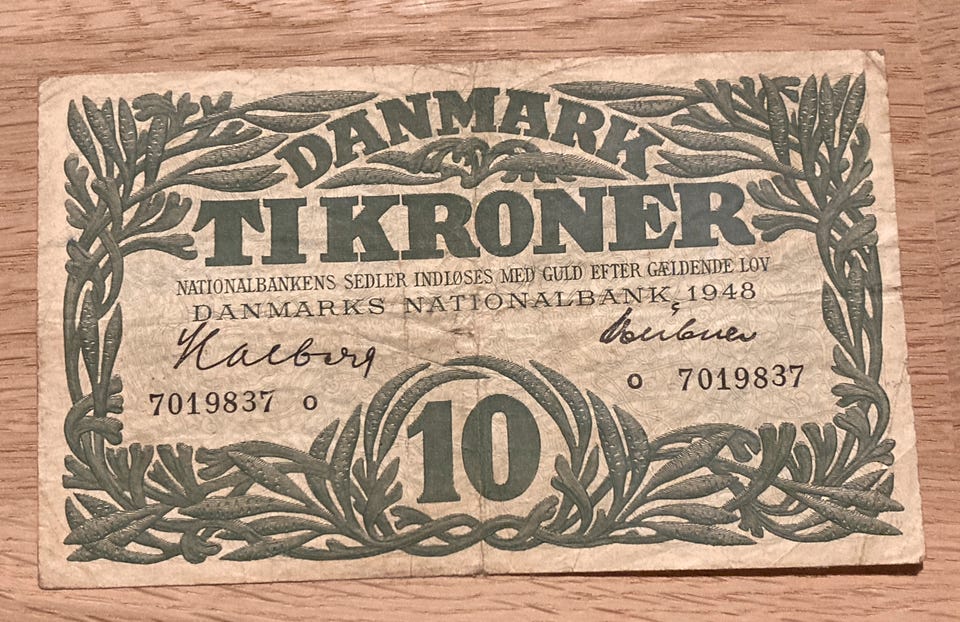 DANMARK
TI KRONER
NATIONALBANKENS SEDLER INDLØSES MED GULD EFTER GÆLDENDE LOV
DANMARKS NATIONALBANK, 1948
Halberg
7019837 o
o 7019837
10